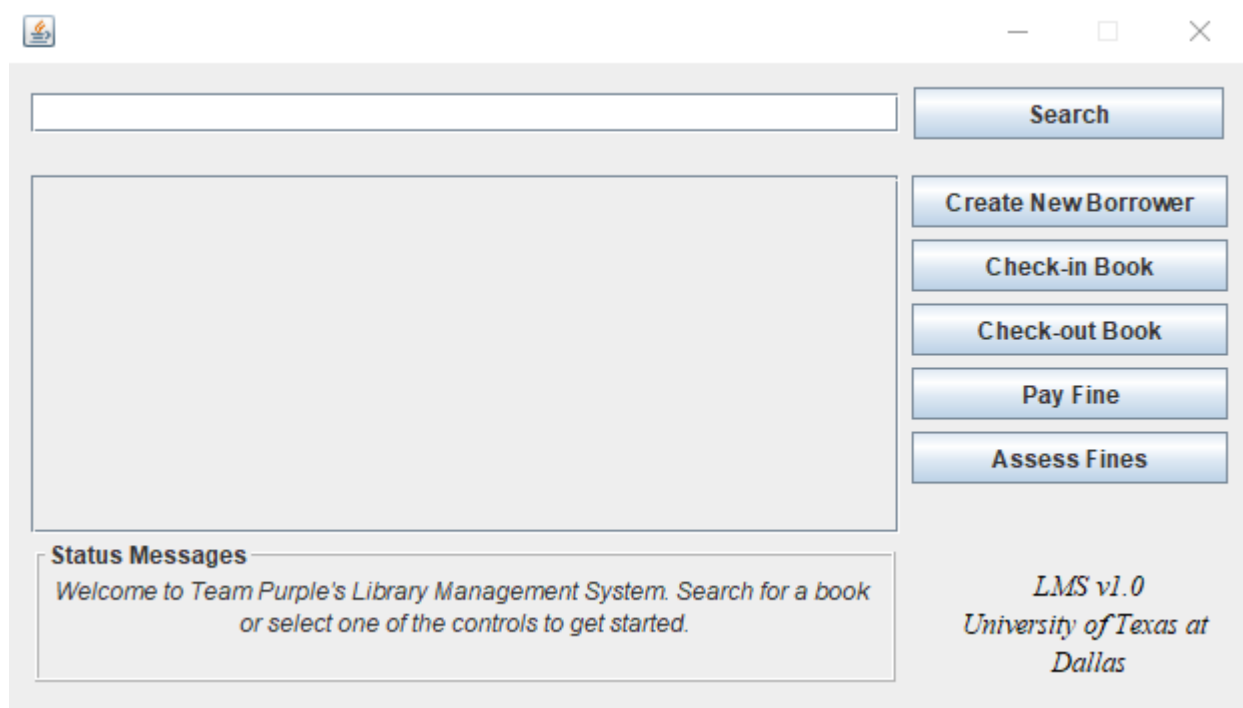 Search
Create New Borrower
Check-in Book
Check-out Book
Pay Fine
Assess Fines
Status Messages
Welcome to Team Purple's Library Management System. Search for a book
or select one of the controls to get started.
LMS v1.0
University of Texas at
Dallas